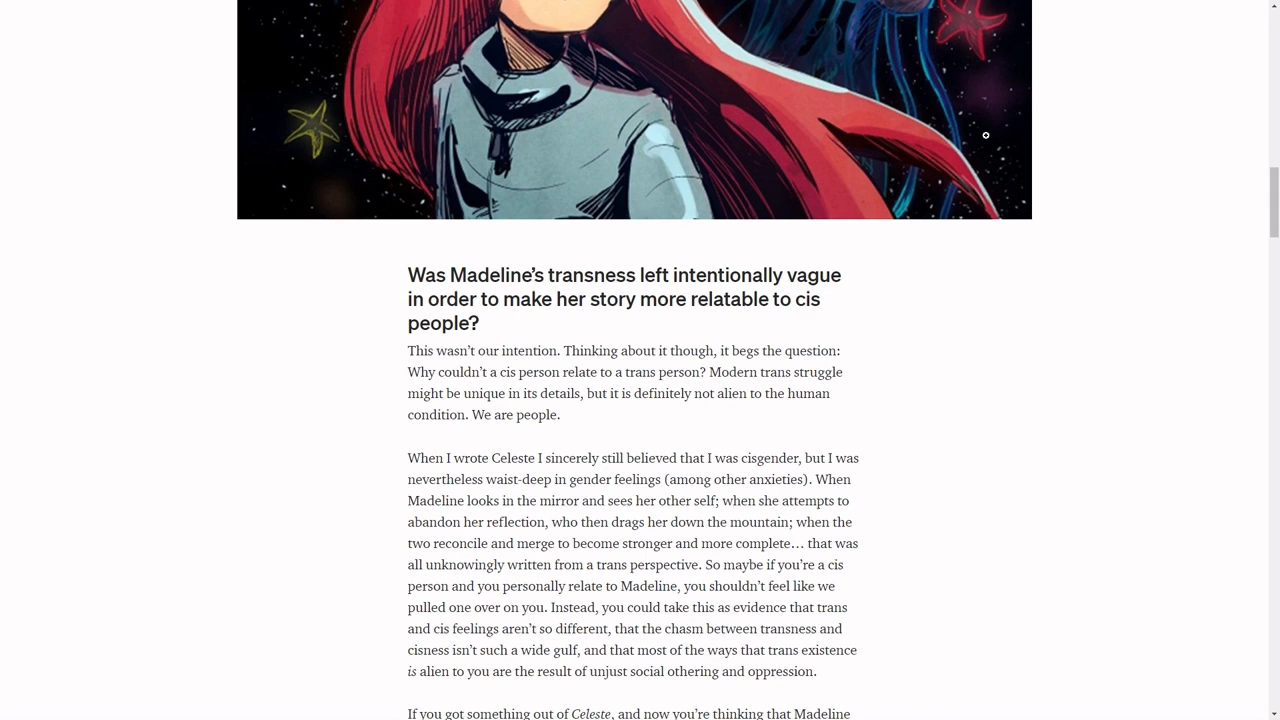 Was Madeline’s transness left intentionally vague
in order to make her story more relatable to cis
people?
This wasn’t our intention. Thinking about it though, it begs the question:
Why couldn’t a cis person relate to a trans person? Modern trans struggle
might be unique in its details, but it is definitely not alien to the human
condition. We are people.
When I wrote Celeste I sincerely still believed that I was cisgender, but I was
nevertheless waist-deep in gender feelings (among other anxieties). When
Madeline looks in the mirror and sees her other self; when she attempts to
abandon her reflection, who then drags her down the mountain; when the
two reconcile and merge to become stronger and more complete… that was
all unknowingly written from a trans perspective. So maybe if you’re a cis
person and you personally relate to Madeline, you shouldn’t feel like we
pulled one over on you. Instead, you could take this as evidence that trans
and cis feelings aren’t so different, that the chasm between transness and
cisness isn’t such a wide gulf, and that most of the ways that trans existence
is alien to you are the result of unjust social othering and oppression.
If you got something out of Celeste, and now you’re thinking that Madeline